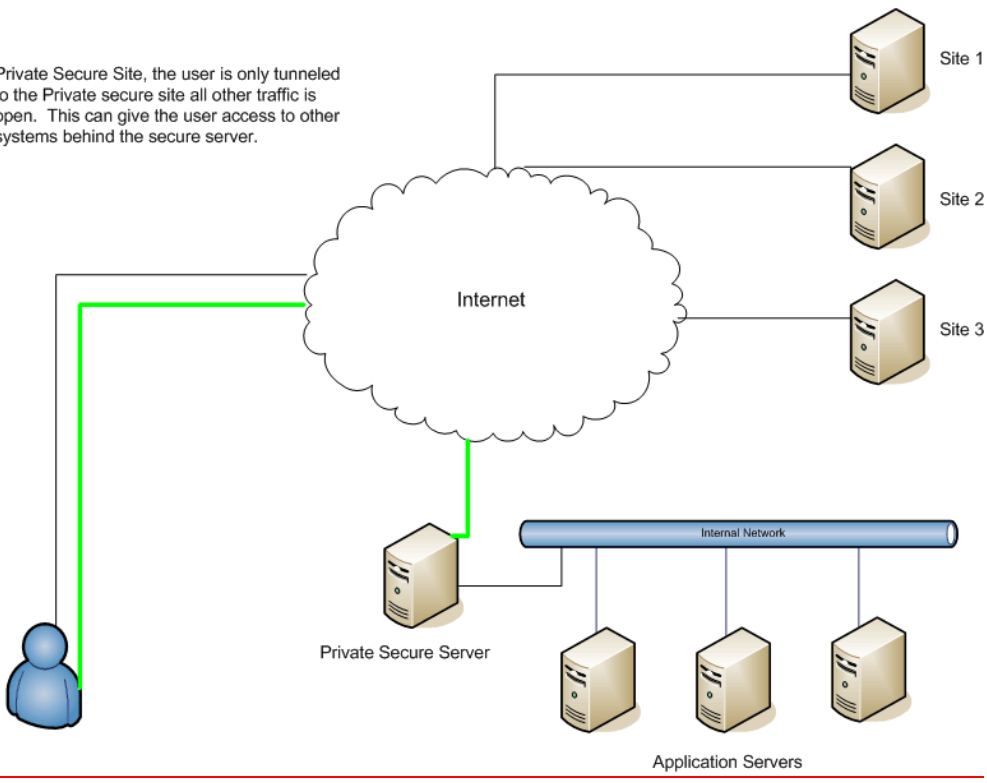 Private Secure Site, the user is only tunneled
to the Private secure site all other traffic is
open. This can give the user access to other
systems behind the secure server.
Site 1
Site 2
Internet
Site 3
Internal Network
Private Secure Server
Application Servers